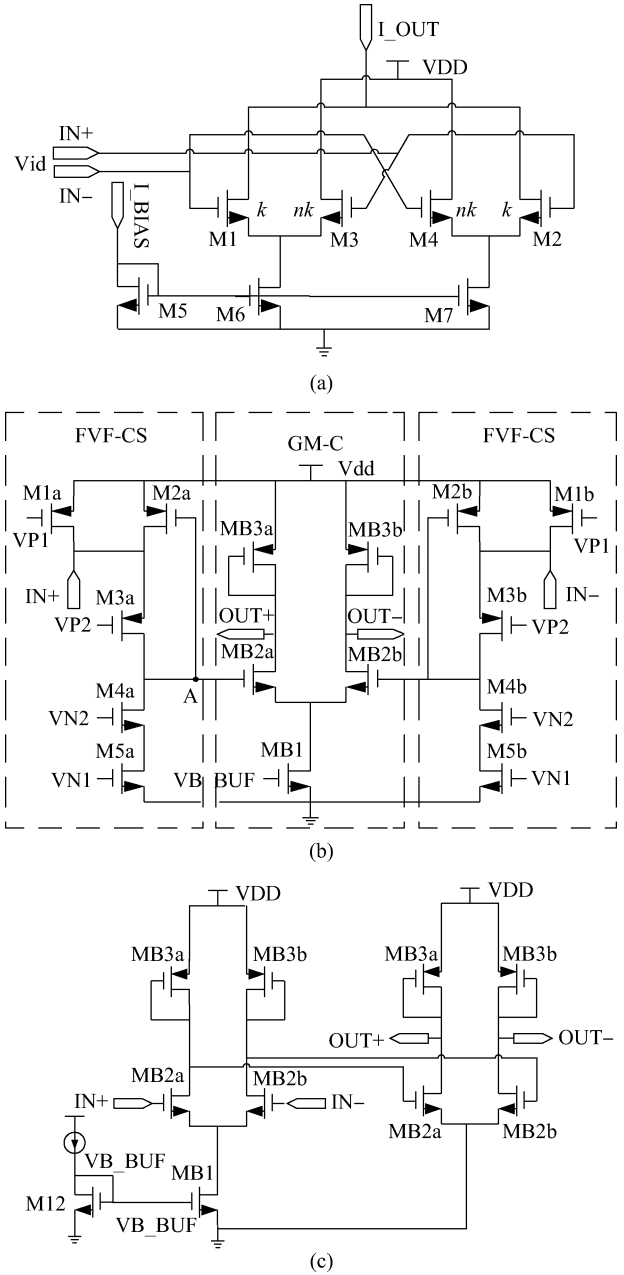 I_OUT
VDD
IN+
Vid
IN−
I_BIAS
k
nk
nk
k
M1
M3
M4
M2
M5
M6
M7
(a)
FVF-CS
GM-C
FVF-CS
Vdd
M1a
M2a
M2b
M1b
VP1
MB3a
MB3b
VP1
IN+
M3a
M3b
IN−
VP2
OUT+
OUT−
VP2
MB2a
MB2b
A
M4a
M4b
VN2
VN2
M5a
MB1
M5b
VN1
VB_BUF
VN1
(b)
VDD
VDD
MB3a
MB3b
MB3a
MB3b
OUT+
OUT−
MB2a
MB2b
IN+
IN−
MB2a
MB2b
VB_BUF
MB1
M12
VB_BUF
(c)